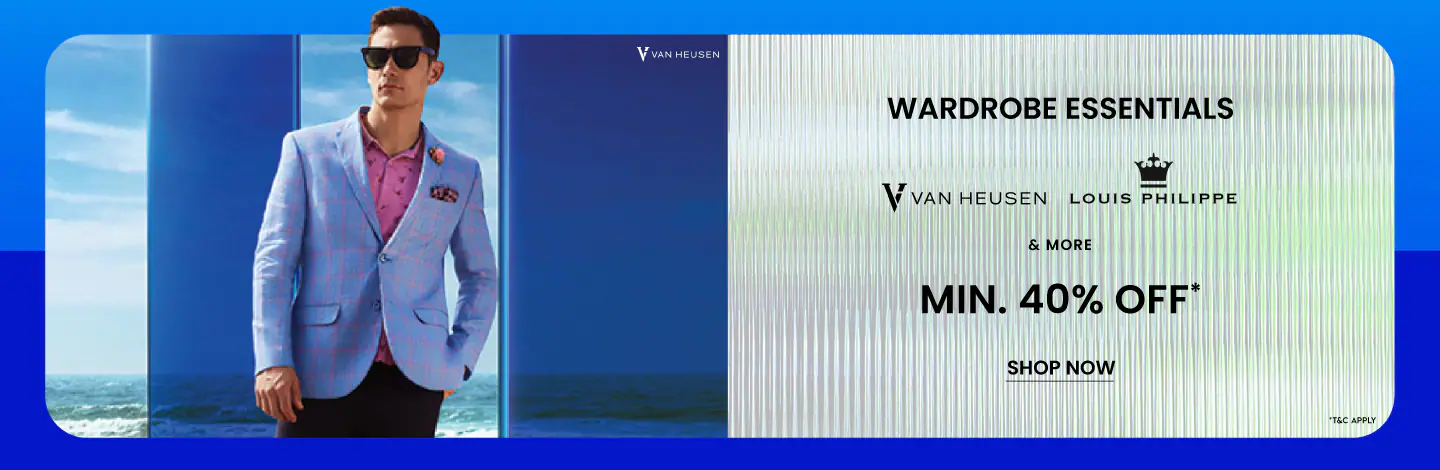 VAN HEUSEN
WARDROBE ESSENTIALS
VAN HEUSEN LOUIS PHILIPPE
& MORE
MIN. 40% OFF*
SHOP NOW
*T&C APPLY